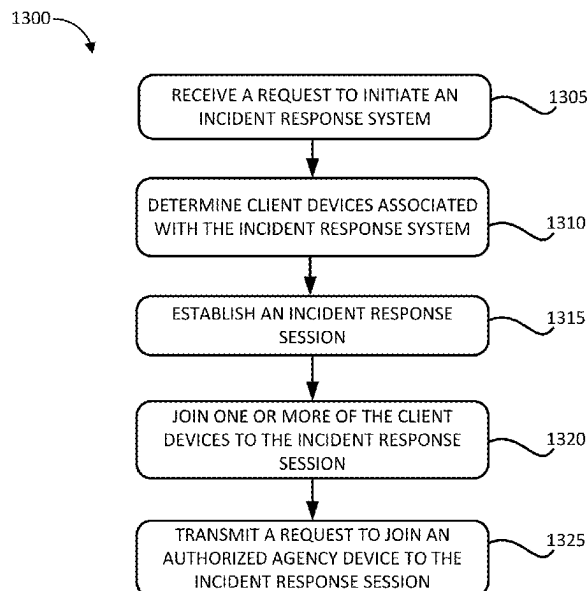 1300
RECEIVE A REQUEST TO INITIATE AN
INCIDENT RESPONSE SYSTEM
1305
DETERMINE CLIENT DEVICES ASSOCIATED
WITH THE INCIDENT RESPONSE SYSTEM
1310
ESTABLISH AN INCIDENT RESPONSE
SESSION
1315
JOIN ONE OR MORE OF THE CLIENT
DEVICES TO THE INCIDENT RESPONSE
SESSION
1320
TRANSMIT A REQUEST TO JOIN AN
AUTHORIZED AGENCY DEVICE TO THE
INCIDENT RESPONSE SESSION
1325